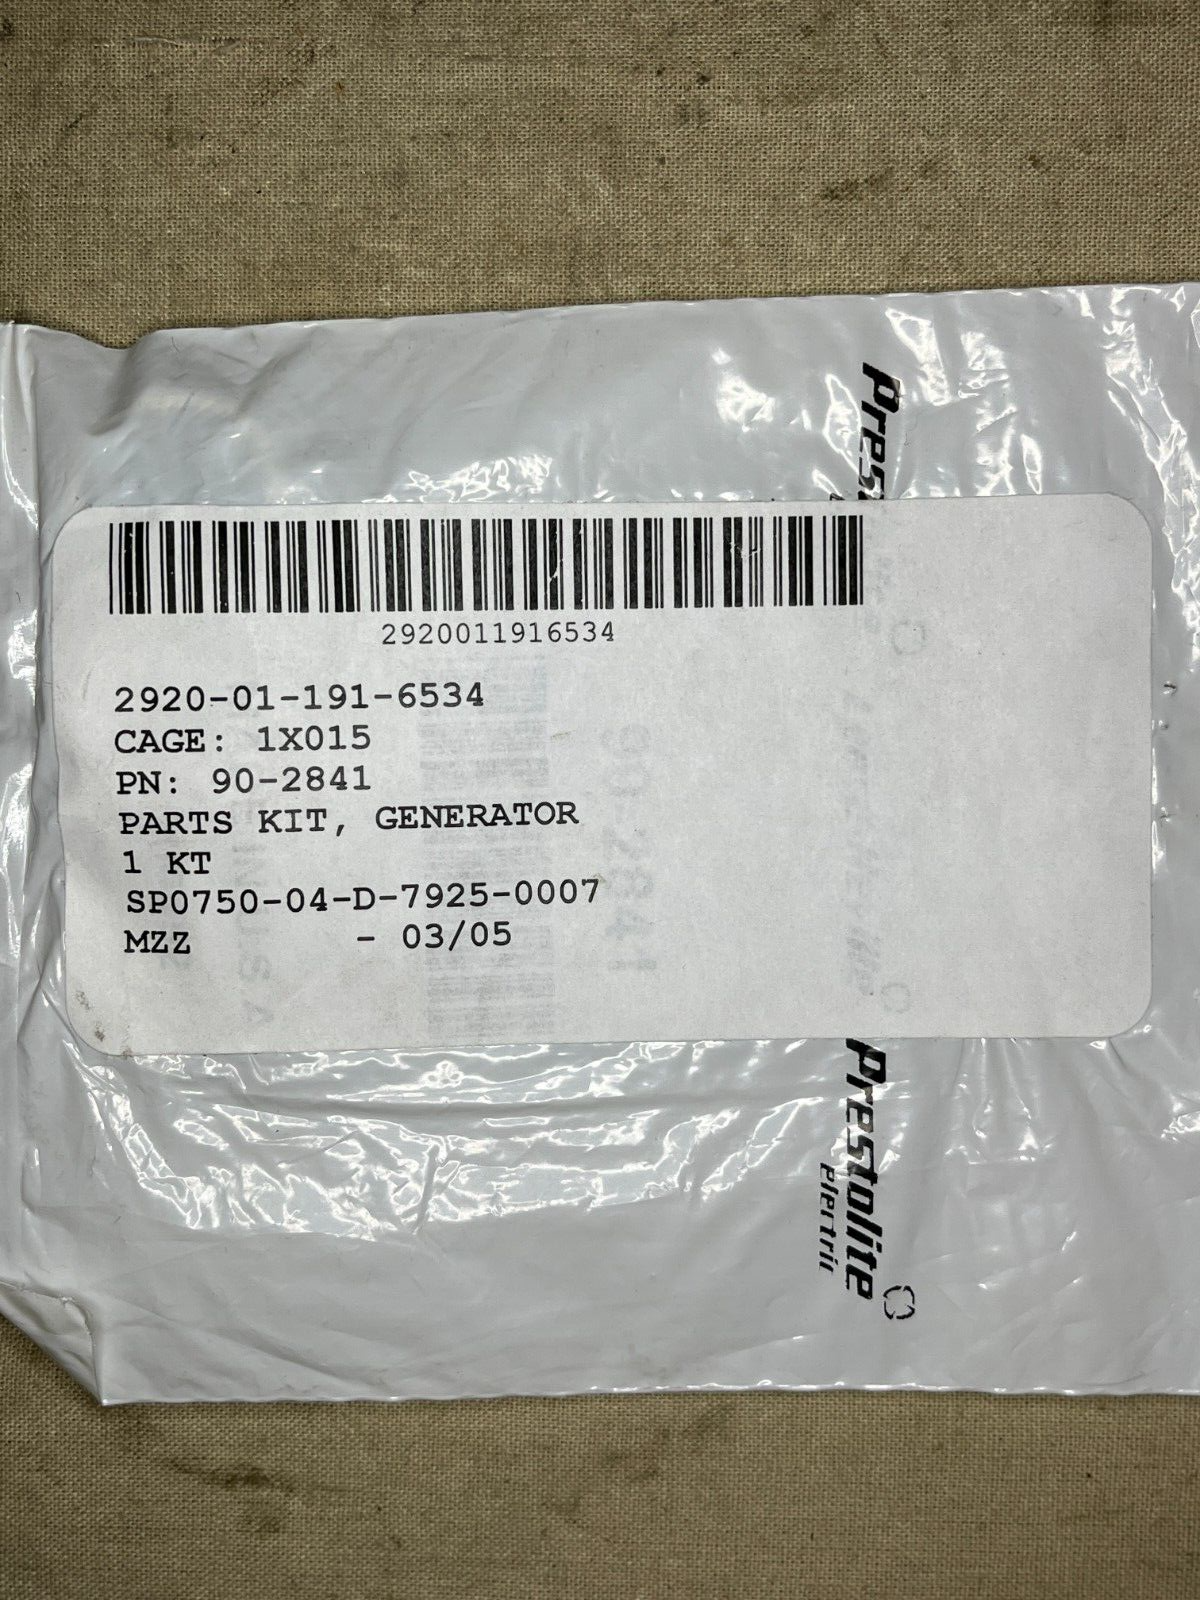 Prestolite
2920011916534
2920-01-191-6534
CAGE: 1X015
PN: 90-2841
PARTS KIT, GENERATOR
1 KT
SP0750-04-D-7925-0007
MZZ - 03/05
Prestolite
Electric